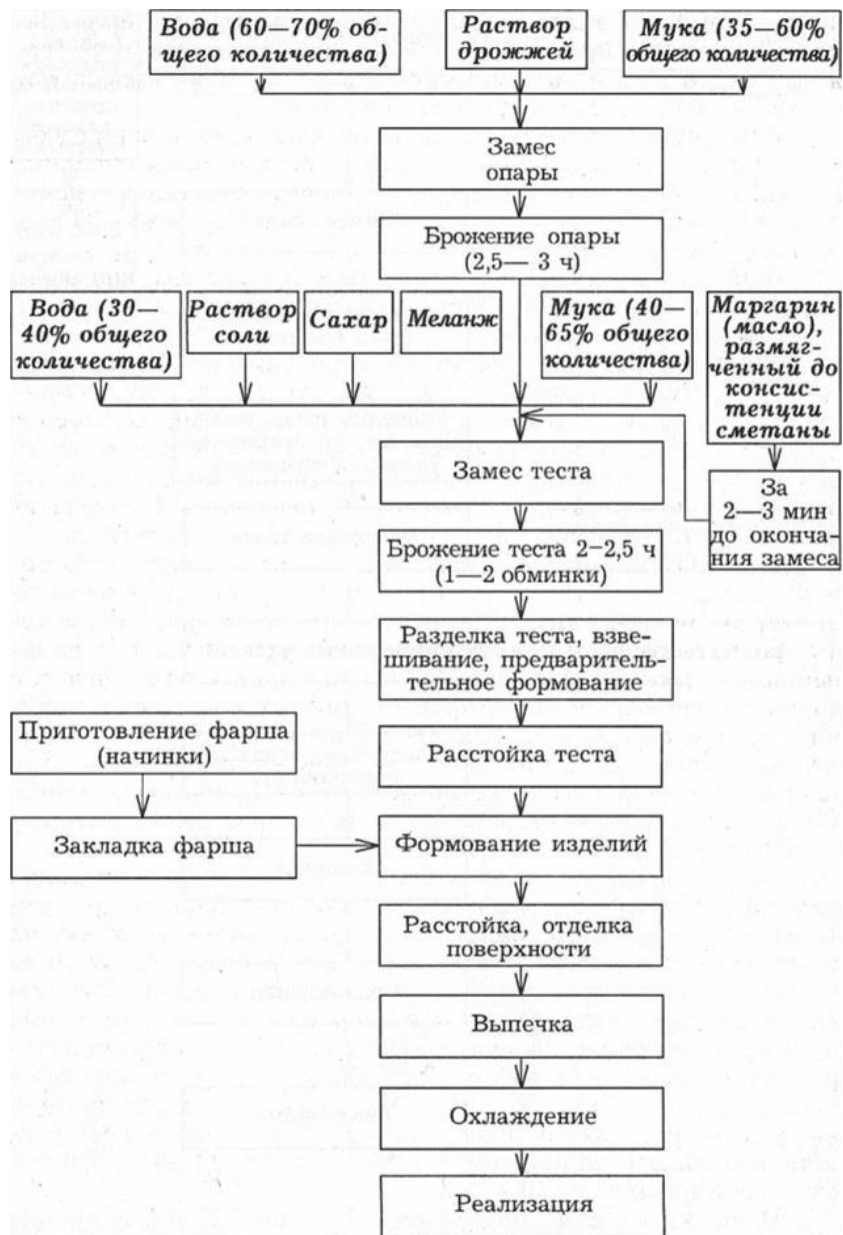 Вода (60—70% об-
щего количества)
Раствор
дрожжей
Мука (35—60%
общего количества)
Замес
опары
Брожение опары
(2,5— 3 ч)
Вода (30—
40% общего
количества)
Раствор
соли
Сахар
Меланж
Мука (40—
65% общего
количества)
Маргарин
(масло),
размяг-
ченный до
консис-
тенции
сметаны
Замес теста
За
2—3 мин
до оконча-
ния замеса
Брожение теста 2–2,5 ч
(1—2 обминки)
Разделка теста, взве-
шивание, предваритель-
тельное формование
Приготовление фарша
(начинки)
Расстойка теста
Закладка фарша
Формование изделий
Расстойка, отделка
поверхности
Выпечка
Охлаждение
Реализация